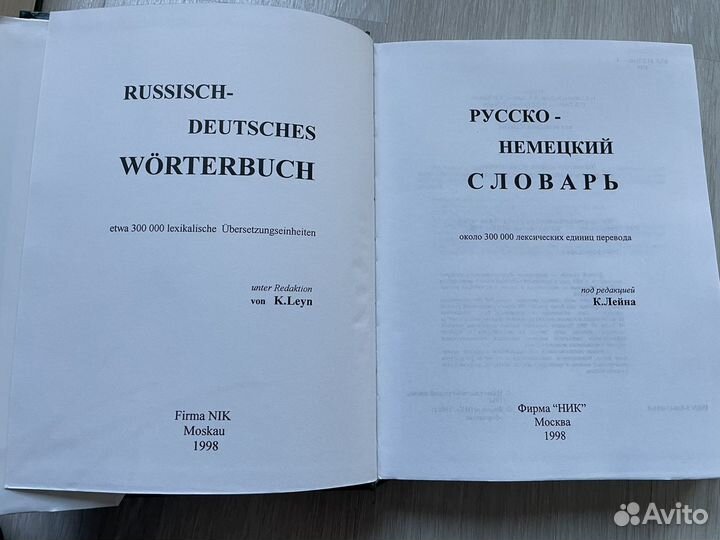 RUSSISCH-
DEUTSCHES
WÖRTERBUCH
etwa 300 000 lexikalische Übersetzungseinheiten
unter Redaktion
von K.Leyn
Firma NIK
Moskau
1998
РУССКО -
НЕМЕЦКИЙ
СЛОВАРЬ
около 300 000 лексических единиц перевода
под редакцией
К.Лейна
Фирма “НИК”
Москва
1998
Avito